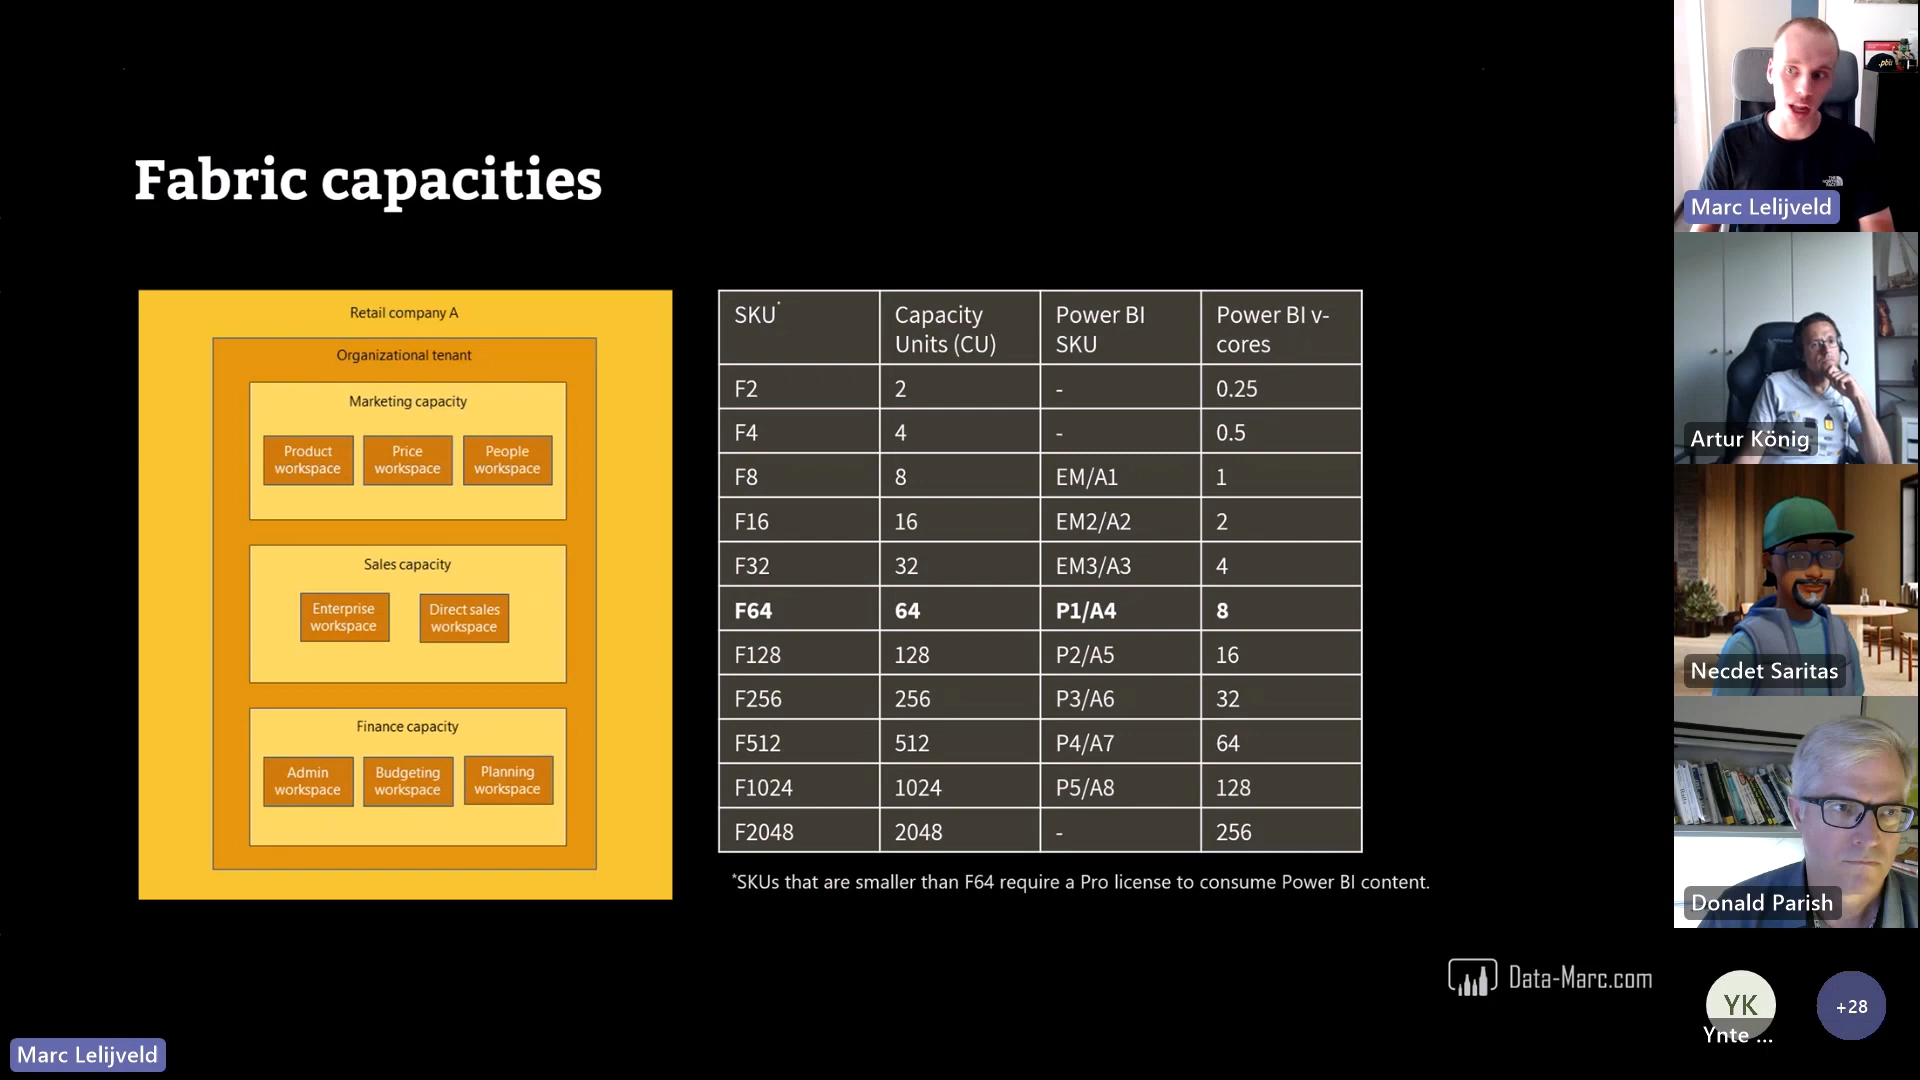 Fabric capacities
Retail company A
Organizational tenant
Marketing capacity
Product
workspace
Price
workspace
People
workspace
Sales capacity
Enterprise
workspace
Direct sales
workspace
Finance capacity
Admin
workspace
Budgeting
workspace
Planning
workspace
SKU* Capacity Units (CU) Power BI SKU Power BI v-cores
F2 2 - 0.25
F4 4 - 0.5
F8 8 EM/A1 1
F16 16 EM2/A2 2
F32 32 EM3/A3 4
F64 64 P1/A4 8
F128 128 P2/A5 16
F256 256 P3/A6 32
F512 512 P4/A7 64
F1024 1024 P5/A8 128
F2048 2048 - 256
*SKUs that are smaller than F64 require a Pro license to consume Power BI content.
Data-Marc.com
Marc Lelijveld
THE NORTH FACE
Marc Lelijveld
Artur König
Necdet Saritas
Donald Parish
YK
Ynte ...
+28